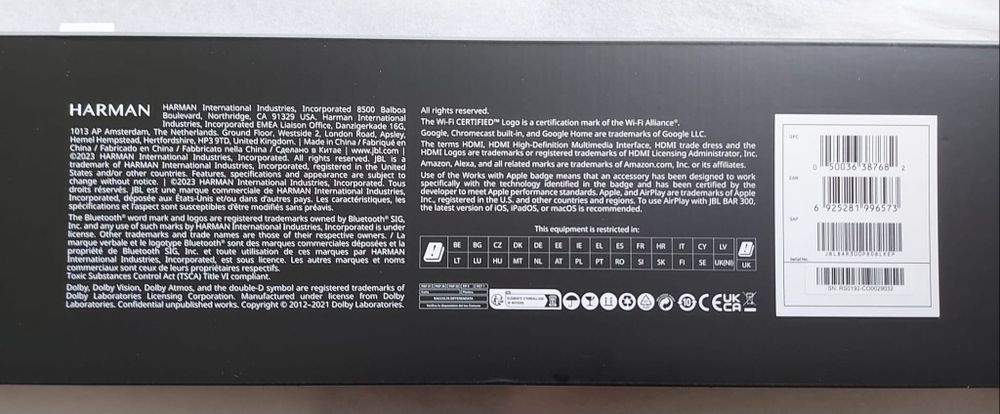 HARMAN
HARMAN International Industries, Incorporated 8500 Balboa
Boulevard, Northridge, CA 91329 USA. Harman International
Industries, Incorporated EMEA Liaison Office, Danzigerkade 16G,
1013 AP Amsterdam, The Netherlands. Ground Floor, Westside 2, London Road, Apsley,
Hemel Hempstead, Hertfordshire, HP3 9TD, United Kingdom. | Made in China / Fabriqué en
Chine / Fabricado en China / Fabbricato nella China / Сделано в Китае | www.jbl.com |
©2023 HARMAN International Industries, Incorporated. All rights reserved. JBL is a
trademark of HARMAN International Industries, Incorporated, registered in the United
States and/or other countries. Features, specifications and appearance are subject to
change without notice. | ©2023 HARMAN International Industries, Incorporated. Tous
droits réservés. JBL est une marque commerciale de HARMAN International Industries,
Incorporated, déposée aux États-Unis et/ou dans d'autres pays. Les caractéristiques, les
spécifications et l'aspect sont susceptibles d'être modifiés sans préavis.
The Bluetooth® word mark and logos are registered trademarks owned by Bluetooth® SIG,
Inc. and any use of such marks by HARMAN International Industries, Incorporated is under
license. Other trademarks and trade names are those of their respective owners. / La
marque verbale et le logotype Bluetooth® sont des marques commerciales déposées et la
propriété de Bluetooth SIG, Inc. et toute utilisation de ces marques par HARMAN
International Industries, Incorporated, est sous licence. Les autres marques et noms
commerciaux sont ceux de leurs propriétaires respectifs.
Toxic Substances Control Act (TSCA) Title VI compliant.
Dolby, Dolby Vision, Dolby Atmos, and the double-D symbol are registered trademarks of
Dolby Laboratories Licensing Corporation. Manufactured under license from Dolby
Laboratories. Confidential unpublished works. Copyright © 2012–2021 Dolby Laboratories.
All rights reserved.
The Wi-Fi CERTIFIED™ Logo is a certification mark of the Wi-Fi Alliance®.
Google, Chromecast built-in, and Google Home are trademarks of Google LLC.
The terms HDMI, HDMI High-Definition Multimedia Interface, HDMI trade dress and the
HDMI Logos are trademarks or registered trademarks of HDMI Licensing Administrator, Inc.
Amazon, Alexa, and all related marks are trademarks of Amazon.com, Inc. or its affiliates.
Use of the Works with Apple badge means that an accessory has been designed to work
specifically with the technology identified in the badge and has been certified by the
developer to meet Apple performance standards. Apple, and AirPlay are trademarks of Apple
Inc., registered in the U.S. and other countries and regions. To use AirPlay with JBL BAR 300,
the latest version of iOS, iPadOS, or macOS is recommended.
This equipment is restricted in:
BE BG CZ DK DE EE IE EL ES FR HR IT CY LV
LT LU HU MT NL AT PL PT RO SI SK FI SE UK(NI)
UK
RACCOLTA DIFFERENZIATA
10
CE UK CA
UPC
0 50036 38768 2
EAN
6 925281 996573
SAP
JBLBAR300PROBLKEP
Serial No.
SN: RS0192-CO0029032